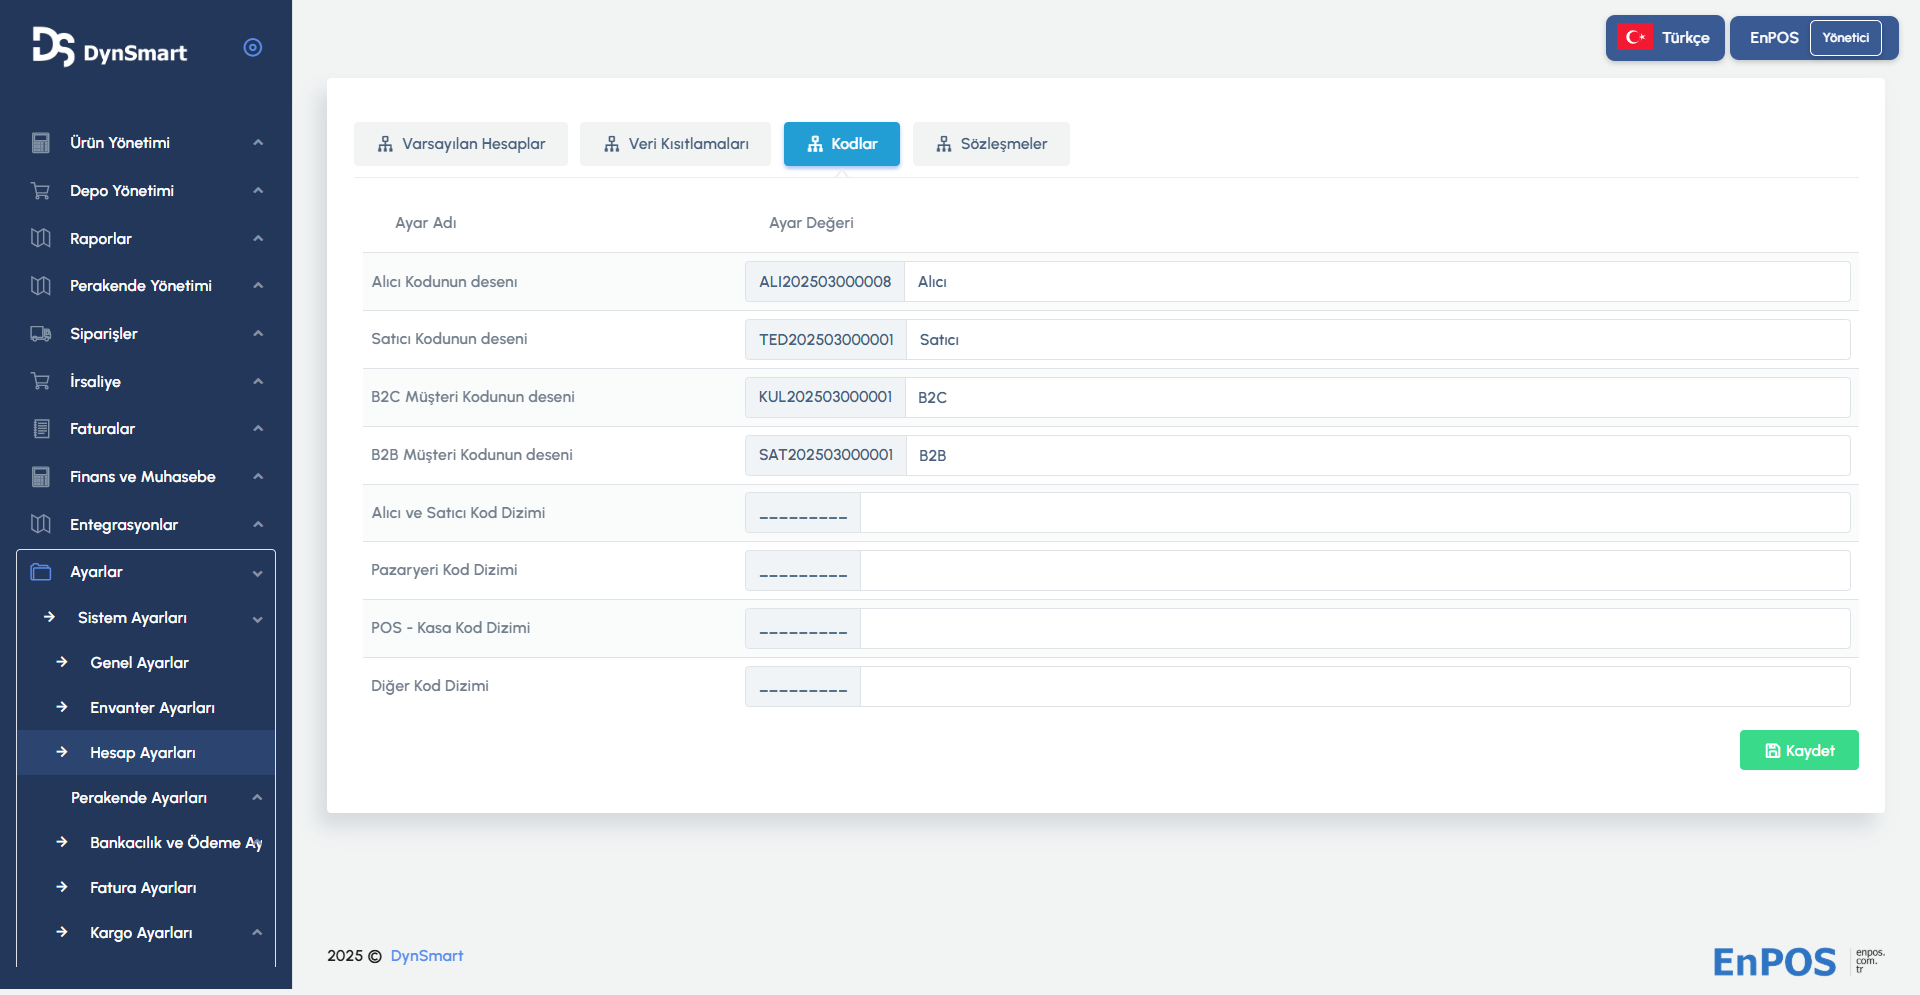 DS DynSmart
Türkçe
EnPOS Yönetici
Ürün Yönetimi
Depo Yönetimi
Raporlar
Perakende Yönetimi
Siparişler
İrsaliye
Faturalar
Finans ve Muhasebe
Entegrasyonlar
Ayarlar
Sistem Ayarları
Genel Ayarlar
Envanter Ayarları
Hesap Ayarları
Perakende Ayarları
Bankacılık ve Ödeme Ay
Fatura Ayarları
Kargo Ayarları
Varsayılan Hesaplar Veri Kısıtlamaları Kodlar Sözleşmeler
Ayar Adı Ayar Değeri
Alıcı Kodunun desenı ALI202503000008 Alıcı
Satıcı Kodunun deseni TED202503000001 Satıcı
B2C Müşteri Kodunun deseni KUL202503000001 B2C
B2B Müşteri Kodunun deseni SAT202503000001 B2B
Alıcı ve Satıcı Kod Dizimi _________
Pazaryeri Kod Dizimi _________
POS - Kasa Kod Dizimi _________
Diğer Kod Dizimi _________
Kaydet
2025 © DynSmart
EnPOS
enpos.
com.
tr